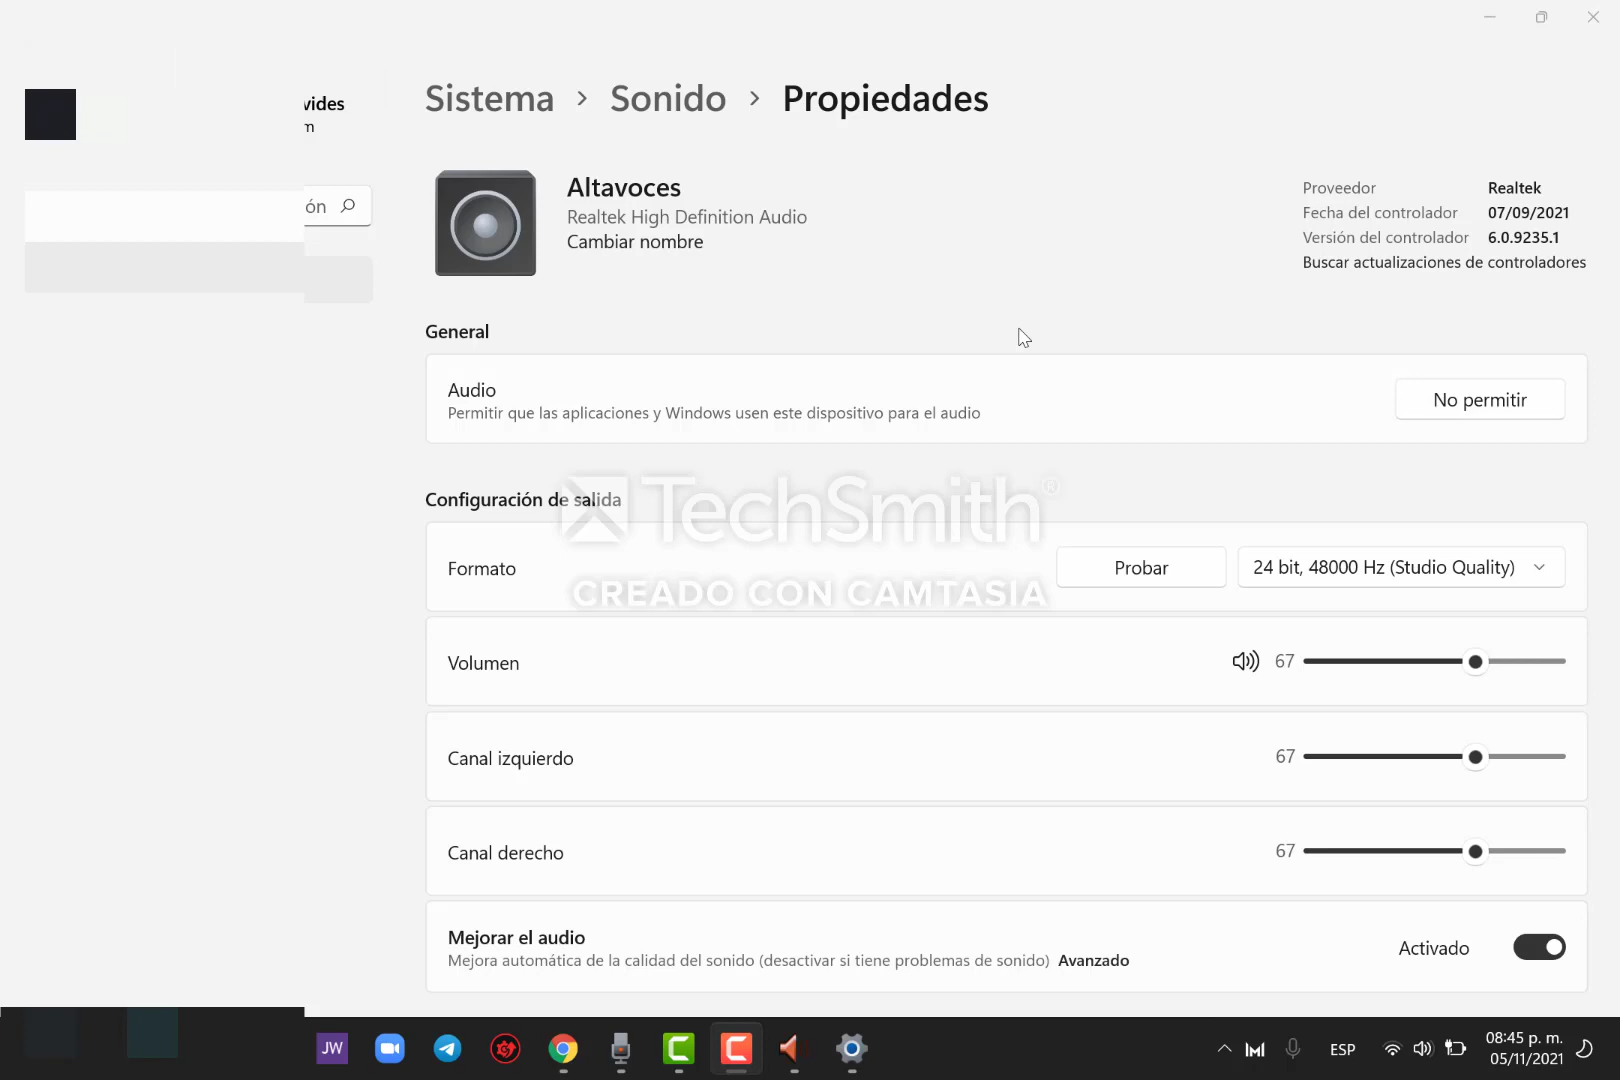 vides
m
ón
Sistema > Sonido > Propiedades
Altavoces
Realtek High Definition Audio
Cambiar nombre
Proveedor Realtek
Fecha del controlador 07/09/2021
Versión del controlador 6.0.9235.1
Buscar actualizaciones de controladores
General
Audio
Permitir que las aplicaciones y Windows usen este dispositivo para el audio
No permitir
Configuración de salida
TechSmith®
CREADO CON CAMTASIA
Formato
Probar
24 bit, 48000 Hz (Studio Quality)
Volumen
67
Canal izquierdo
67
Canal derecho
67
Mejorar el audio
Mejora automática de la calidad del sonido (desactivar si tiene problemas de sonido) Avanzado
Activado
JW
ESP
08:45 p. m.
05/11/2021